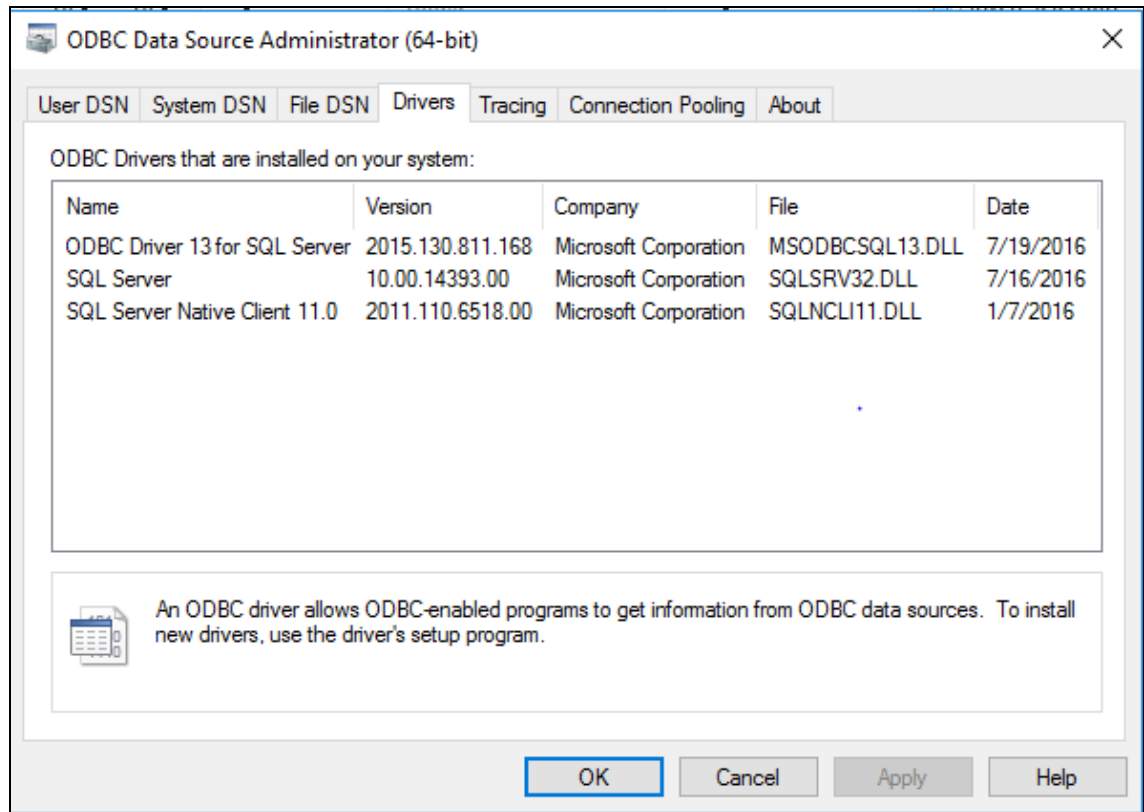 ODBC Data Source Administrator (64-bit)
User DSN System DSN File DSN Drivers Tracing Connection Pooling About
ODBC Drivers that are installed on your system:
Name Version Company File Date
ODBC Driver 13 for SQL Server 2015.130.811.168 Microsoft Corporation MSODBCSQL13.DLL 7/19/2016
SQL Server 10.00.14393.00 Microsoft Corporation SQLSRV32.DLL 7/16/2016
SQL Server Native Client 11.0 2011.110.6518.00 Microsoft Corporation SQLNCLI11.DLL 1/7/2016
An ODBC driver allows ODBC-enabled programs to get information from ODBC data sources. To install
new drivers, use the driver's setup program.
OK Cancel Apply Help